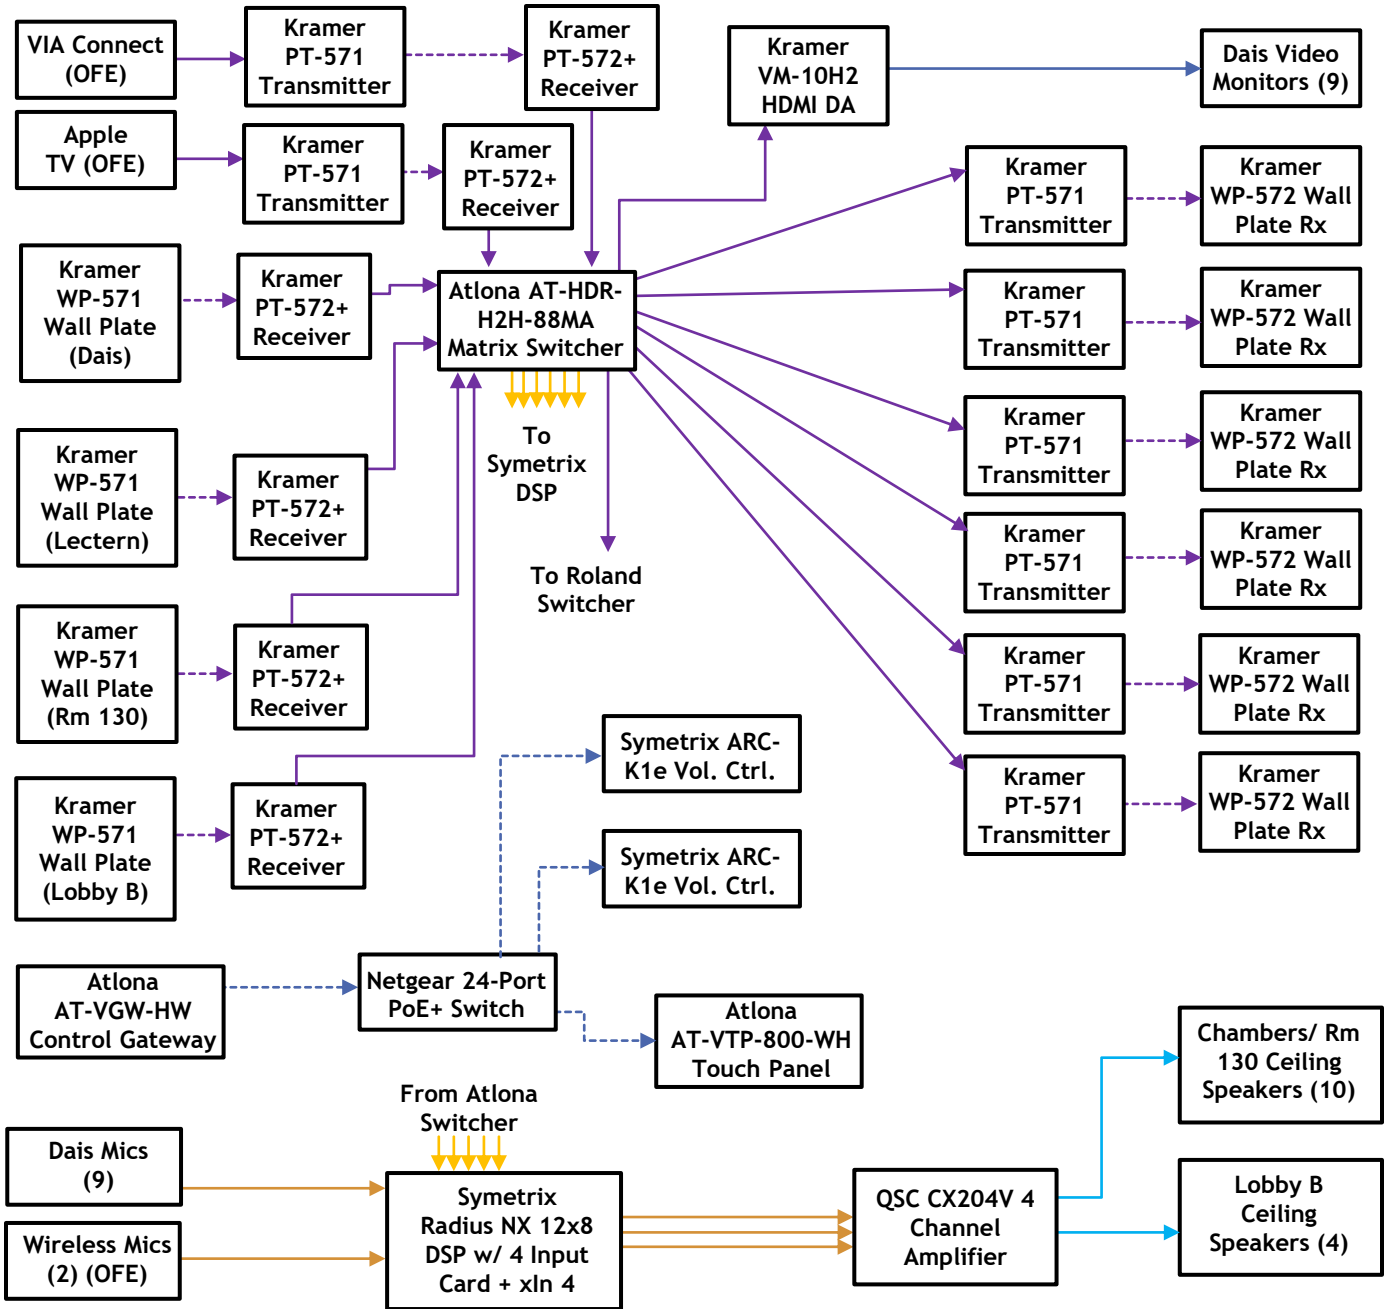 VIA Connect
(OFE)
Kramer
PT-571
Transmitter
Kramer
PT-572+
Receiver
Kramer
VM-10H2
HDMI DA
Dais Video
Monitors (9)
Apple
TV (OFE)
Kramer
PT-571
Transmitter
Kramer
PT-572+
Receiver
Kramer
PT-571
Transmitter
Kramer
WP-572 Wall
Plate Rx
Kramer
WP-571
Wall Plate
(Dais)
Kramer
PT-572+
Receiver
Atlona AT-HDR-
H2H-88MA
Matrix Switcher
Kramer
PT-571
Transmitter
Kramer
WP-572 Wall
Plate Rx
To
Symetrix
DSP
Kramer
PT-571
Transmitter
Kramer
WP-572 Wall
Plate Rx
Kramer
WP-571
Wall Plate
(Lectern)
Kramer
PT-572+
Receiver
To Roland
Switcher
Kramer
PT-571
Transmitter
Kramer
WP-572 Wall
Plate Rx
Kramer
WP-571
Wall Plate
(Rm 130)
Kramer
PT-572+
Receiver
Kramer
PT-571
Transmitter
Kramer
WP-572 Wall
Plate Rx
Symetrix ARC-
K1e Vol. Ctrl.
Kramer
PT-571
Transmitter
Kramer
WP-572 Wall
Plate Rx
Kramer
WP-571
Wall Plate
(Lobby B)
Kramer
PT-572+
Receiver
Symetrix ARC-
K1e Vol. Ctrl.
Atlona
AT-VGW-HW
Control Gateway
Netgear 24-Port
PoE+ Switch
Atlona
AT-VTP-800-WH
Touch Panel
Chambers/ Rm
130 Ceiling
Speakers (10)
From Atlona
Switcher
Dais Mics
(9)
Wireless Mics
(2) (OFE)
Symetrix
Radius NX 12x8
DSP w/ 4 Input
Card + xIn 4
QSC CX204V 4
Channel
Amplifier
Lobby B
Ceiling
Speakers (4)